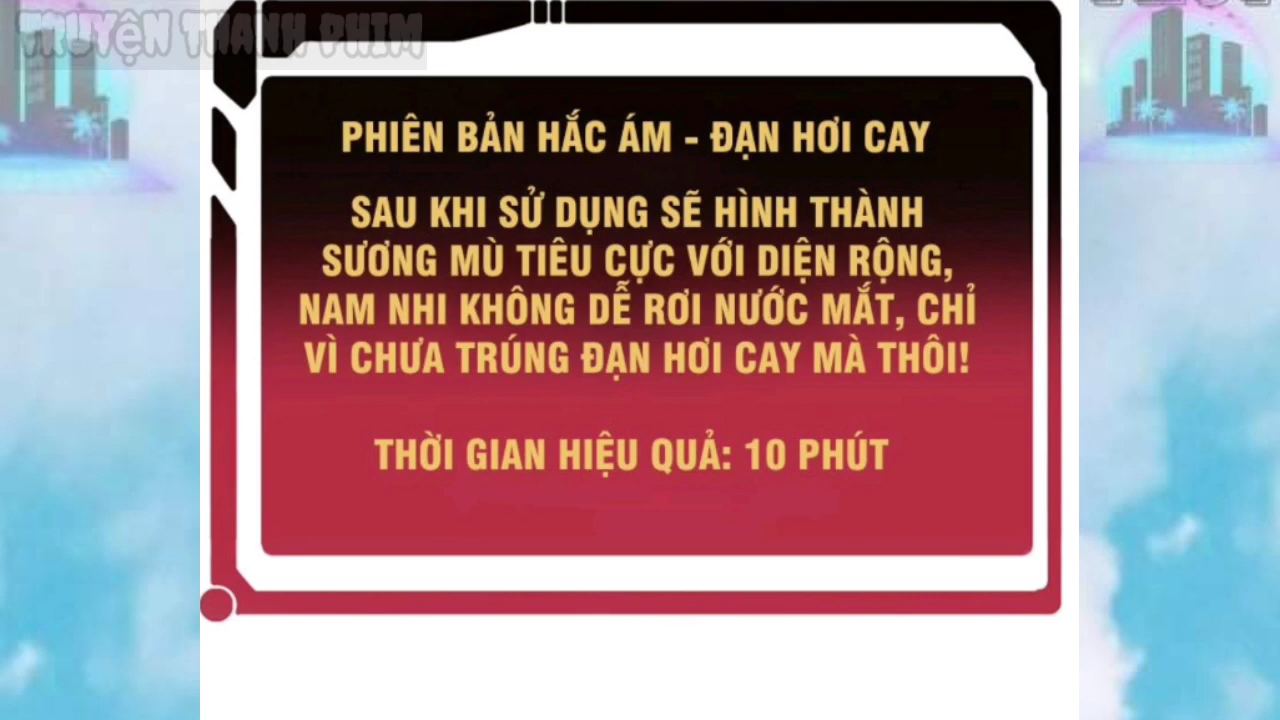 TRUYỆN THANH PHIM
PHIÊN BẢN HẮC ÁM - ĐẠN HƠI CAY
SAU KHI SỬ DỤNG SẼ HÌNH THÀNH
SƯƠNG MÙ TIÊU CỰC VỚI DIỆN RỘNG,
NAM NHI KHÔNG DỄ RƠI NƯỚC MẮT, CHỈ
VÌ CHƯA TRÚNG ĐẠN HƠI CAY MÀ THÔI!
THỜI GIAN HIỆU QUẢ: 10 PHÚT